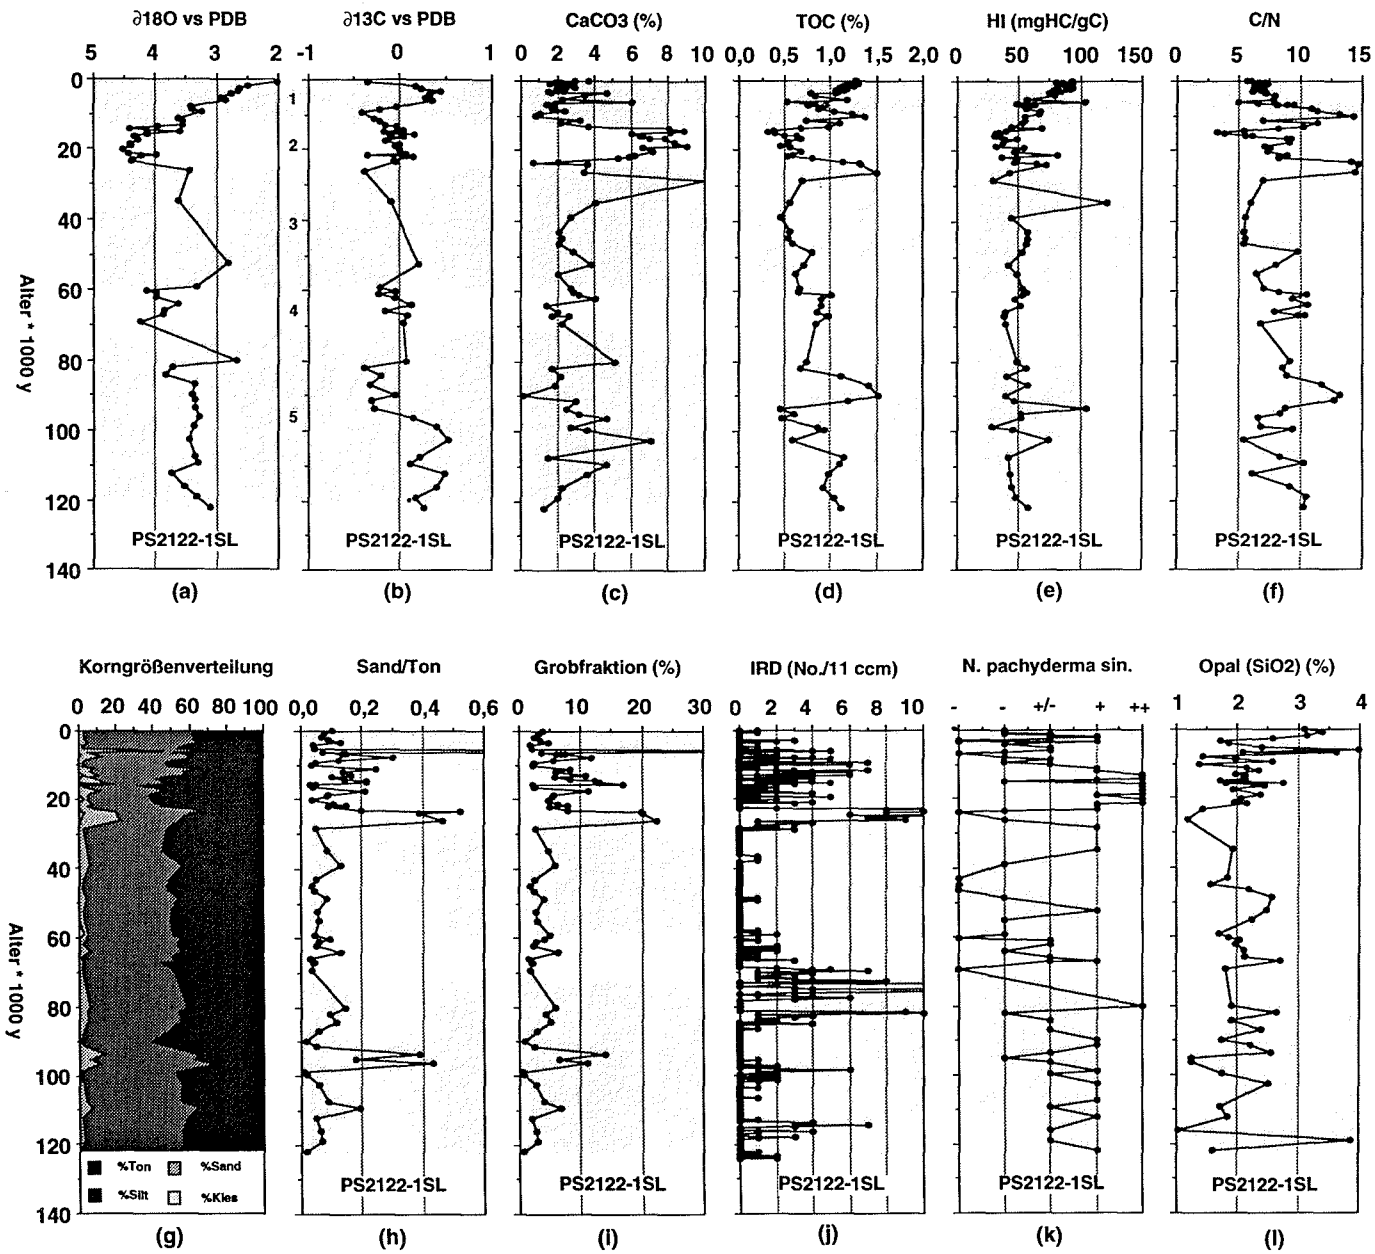 ∂18O vs PDB ∂13C vs PDB CaCO3 (%) TOC (%) HI (mgHC/gC) C/N
5 4 3 2 -1 0 1 0 2 4 6 8 10 0,0 0,5 1,0 1,5 2,0 0 50 100 150 0 5 10 15
0
20
40
60
80
100
120
140
Alter * 1000 y
1
2
3
4
5
PS2122-1SL PS2122-1SL PS2122-1SL PS2122-1SL PS2122-1SL PS2122-1SL
(a) (b) (c) (d) (e) (f)
Korngrößenverteilung Sand/Ton Grobfraktion (%) IRD (No./11 ccm) N. pachyderma sin. Opal (SiO2) (%)
0 20 40 60 80 100 0,0 0,2 0,4 0,6 0 10 20 30 0 2 4 6 8 10 - - +/- + ++ 1 2 3 4
0
20
40
60
80
100
120
140
Alter * 1000 y
%Ton %Sand
%Silt %Kies
PS2122-1SL PS2122-1SL PS2122-1SL PS2122-1SL PS2122-1SL
(g) (h) (i) (j) (k) (l)